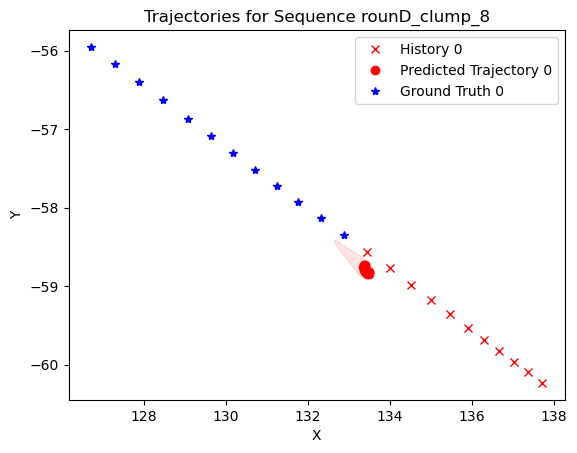 Trajectories for Sequence rounD_clump_8
History 0
Predicted Trajectory 0
Ground Truth 0
−56
−57
−58
−59
−60
Y
128
130
132
134
136
138
X